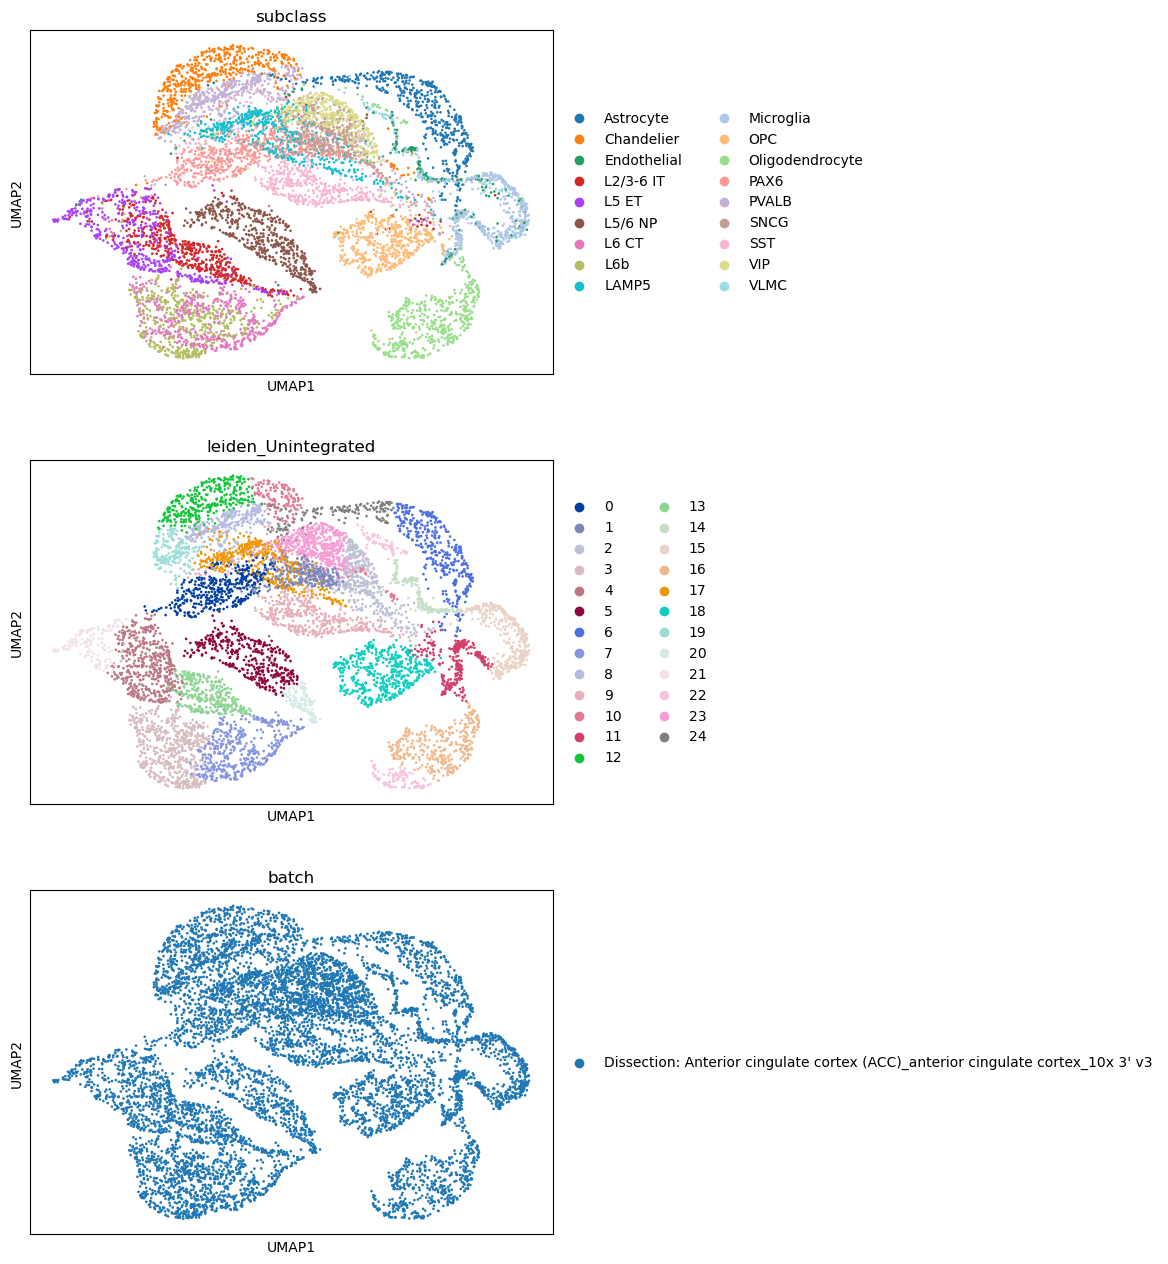 subclass
UMAP2
UMAP1
Astrocyte
Chandelier
Endothelial
L2/3-6 IT
L5 ET
L5/6 NP
L6 CT
L6b
LAMP5
Microglia
OPC
Oligodendrocyte
PAX6
PVALB
SNCG
SST
VIP
VLMC
leiden_Unintegrated
UMAP2
UMAP1
0
1
2
3
4
5
6
7
8
9
10
11
12
13
14
15
16
17
18
19
20
21
22
23
24
batch
UMAP2
UMAP1
Dissection: Anterior cingulate cortex (ACC)_anterior cingulate cortex_10x 3' v3